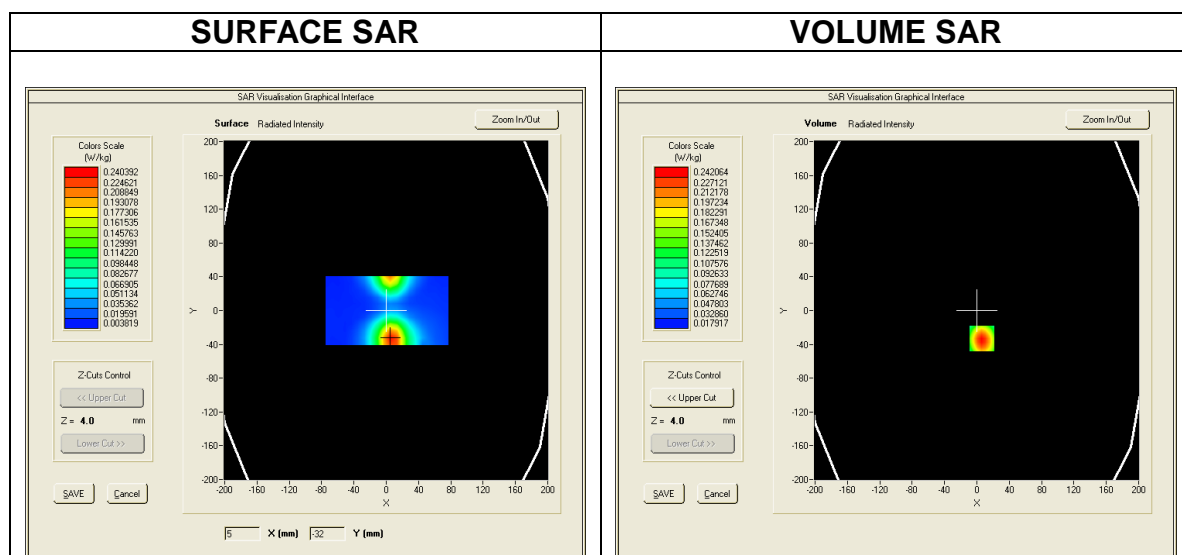 SURFACE SAR
VOLUME SAR
SAR Visualisation Graphical Interface
Surface Radiated Intensity
Zoom In/Out
Colors Scale
(W/kg)
0.240392
0.224621
0.208849
0.193078
0.177306
0.161535
0.145763
0.129991
0.114220
0.098448
0.082677
0.066905
0.051134
0.035362
0.019591
0.003819
Z-Cuts Control
<< Upper Cut
Z = 4.0 mm
Lower Cut >>
SAVE Cancel
200
160
120
80
40
0
-40
-80
-120
-160
-200
Y
-200 -160 -120 -80 -40 0 40 80 120 160 200
X
5 X (mm) -32 Y (mm)
SAR Visualisation Graphical Interface
Volume Radiated Intensity
Zoom In/Out
Colors Scale
(W/kg)
0.242064
0.227121
0.212178
0.197234
0.182291
0.167348
0.152405
0.137462
0.122519
0.107576
0.092633
0.077689
0.062746
0.047803
0.032860
0.017917
Z-Cuts Control
<< Upper Cut
Z = 4.0 mm
Lower Cut >>
SAVE Cancel
200
160
120
80
40
0
-40
-80
-120
-160
-200
Y
-200 -160 -120 -80 -40 0 40 80 120 160 200
X